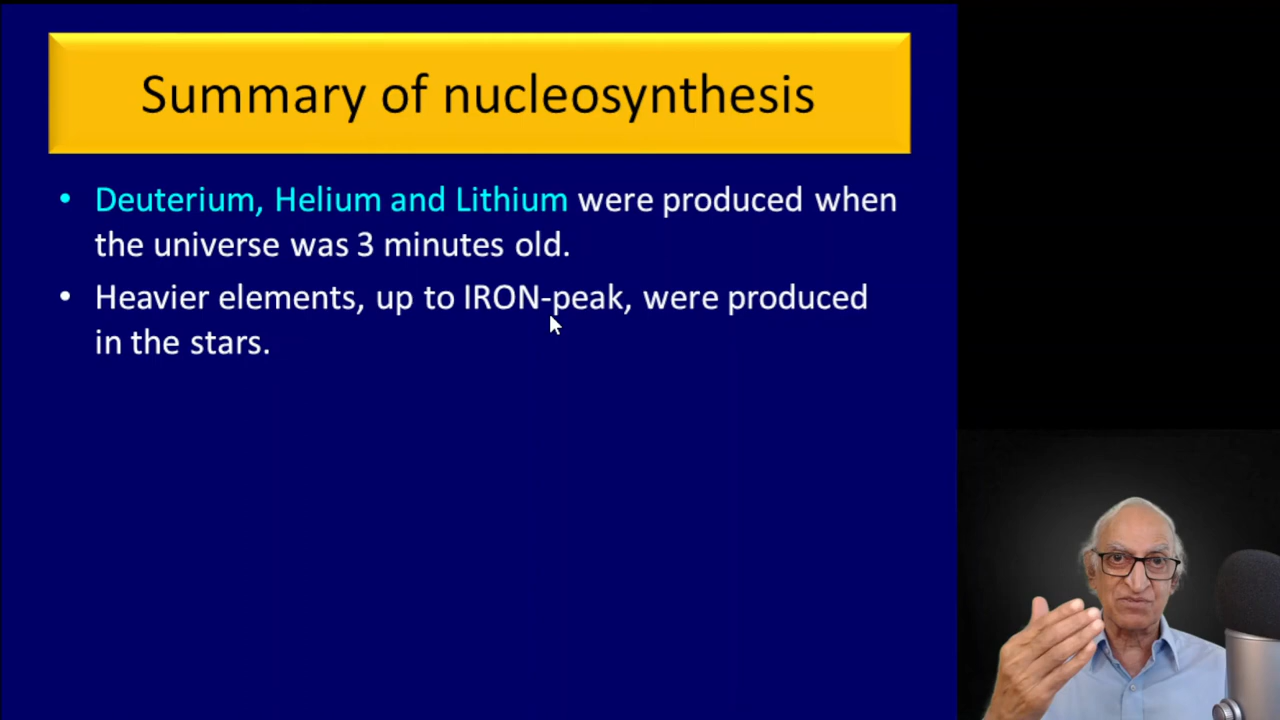 Summary of nucleosynthesis
• Deuterium, Helium and Lithium were produced when
the universe was 3 minutes old.
• Heavier elements, up to IRON-peak, were produced
in the stars.